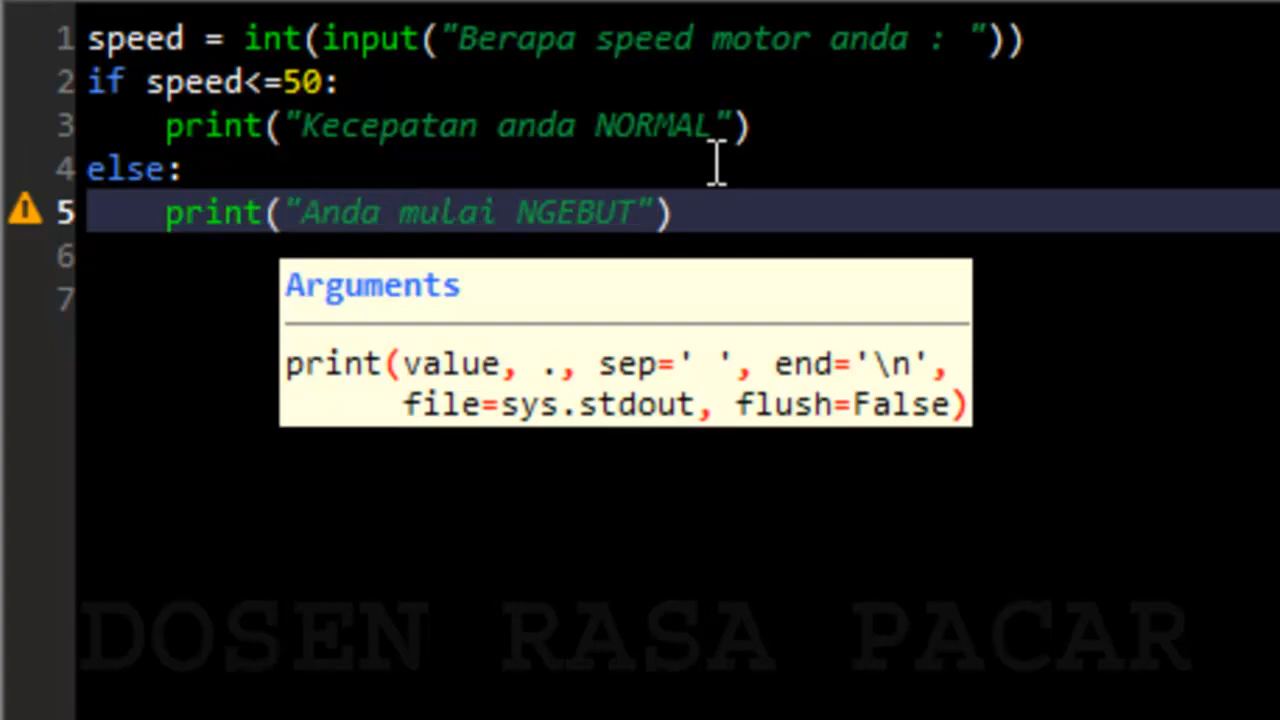 1 speed = int(input("Berapa speed motor anda : "))
2 if speed<=50:
3     print("Kecepatan anda NORMAL")
4 else:
5     print("Anda mulai NGEBUT")
6
7
Arguments
print(value, ., sep=' ', end='\n',
      file=sys.stdout, flush=False)
DOSEN RASA PACAR